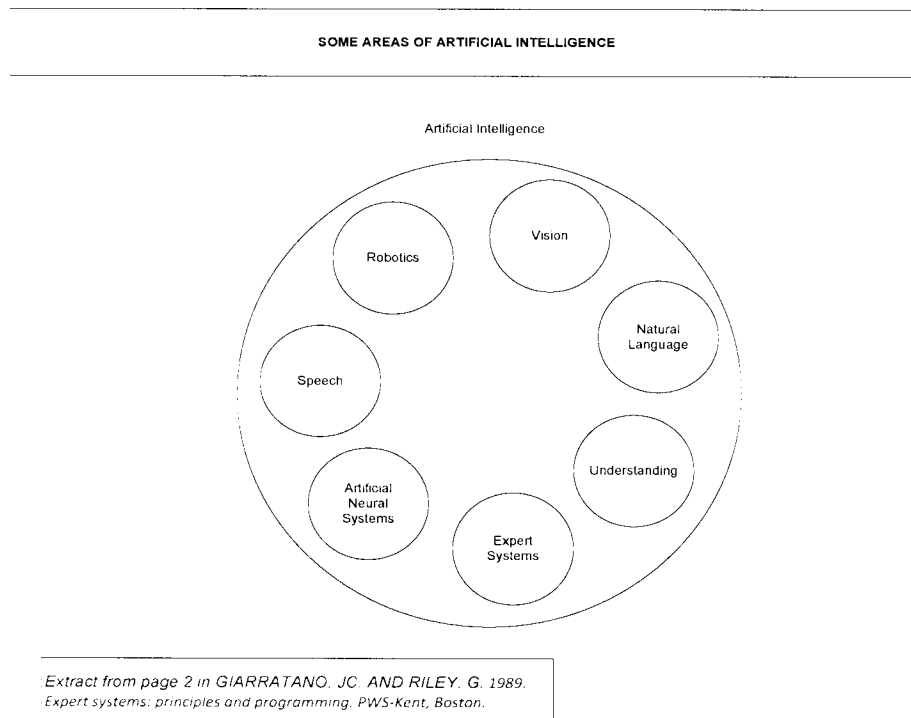 SOME AREAS OF ARTIFICIAL INTELLIGENCE
Artificial Intelligence
Vision
Robotics
Natural
Language
Speech
Understanding
Artificial
Neural
Systems
Expert
Systems
Extract from page 2 in GIARRATANO. JC. AND RILEY. G. 1989.
Expert systems: principles and programming. PWS-Kent, Boston.